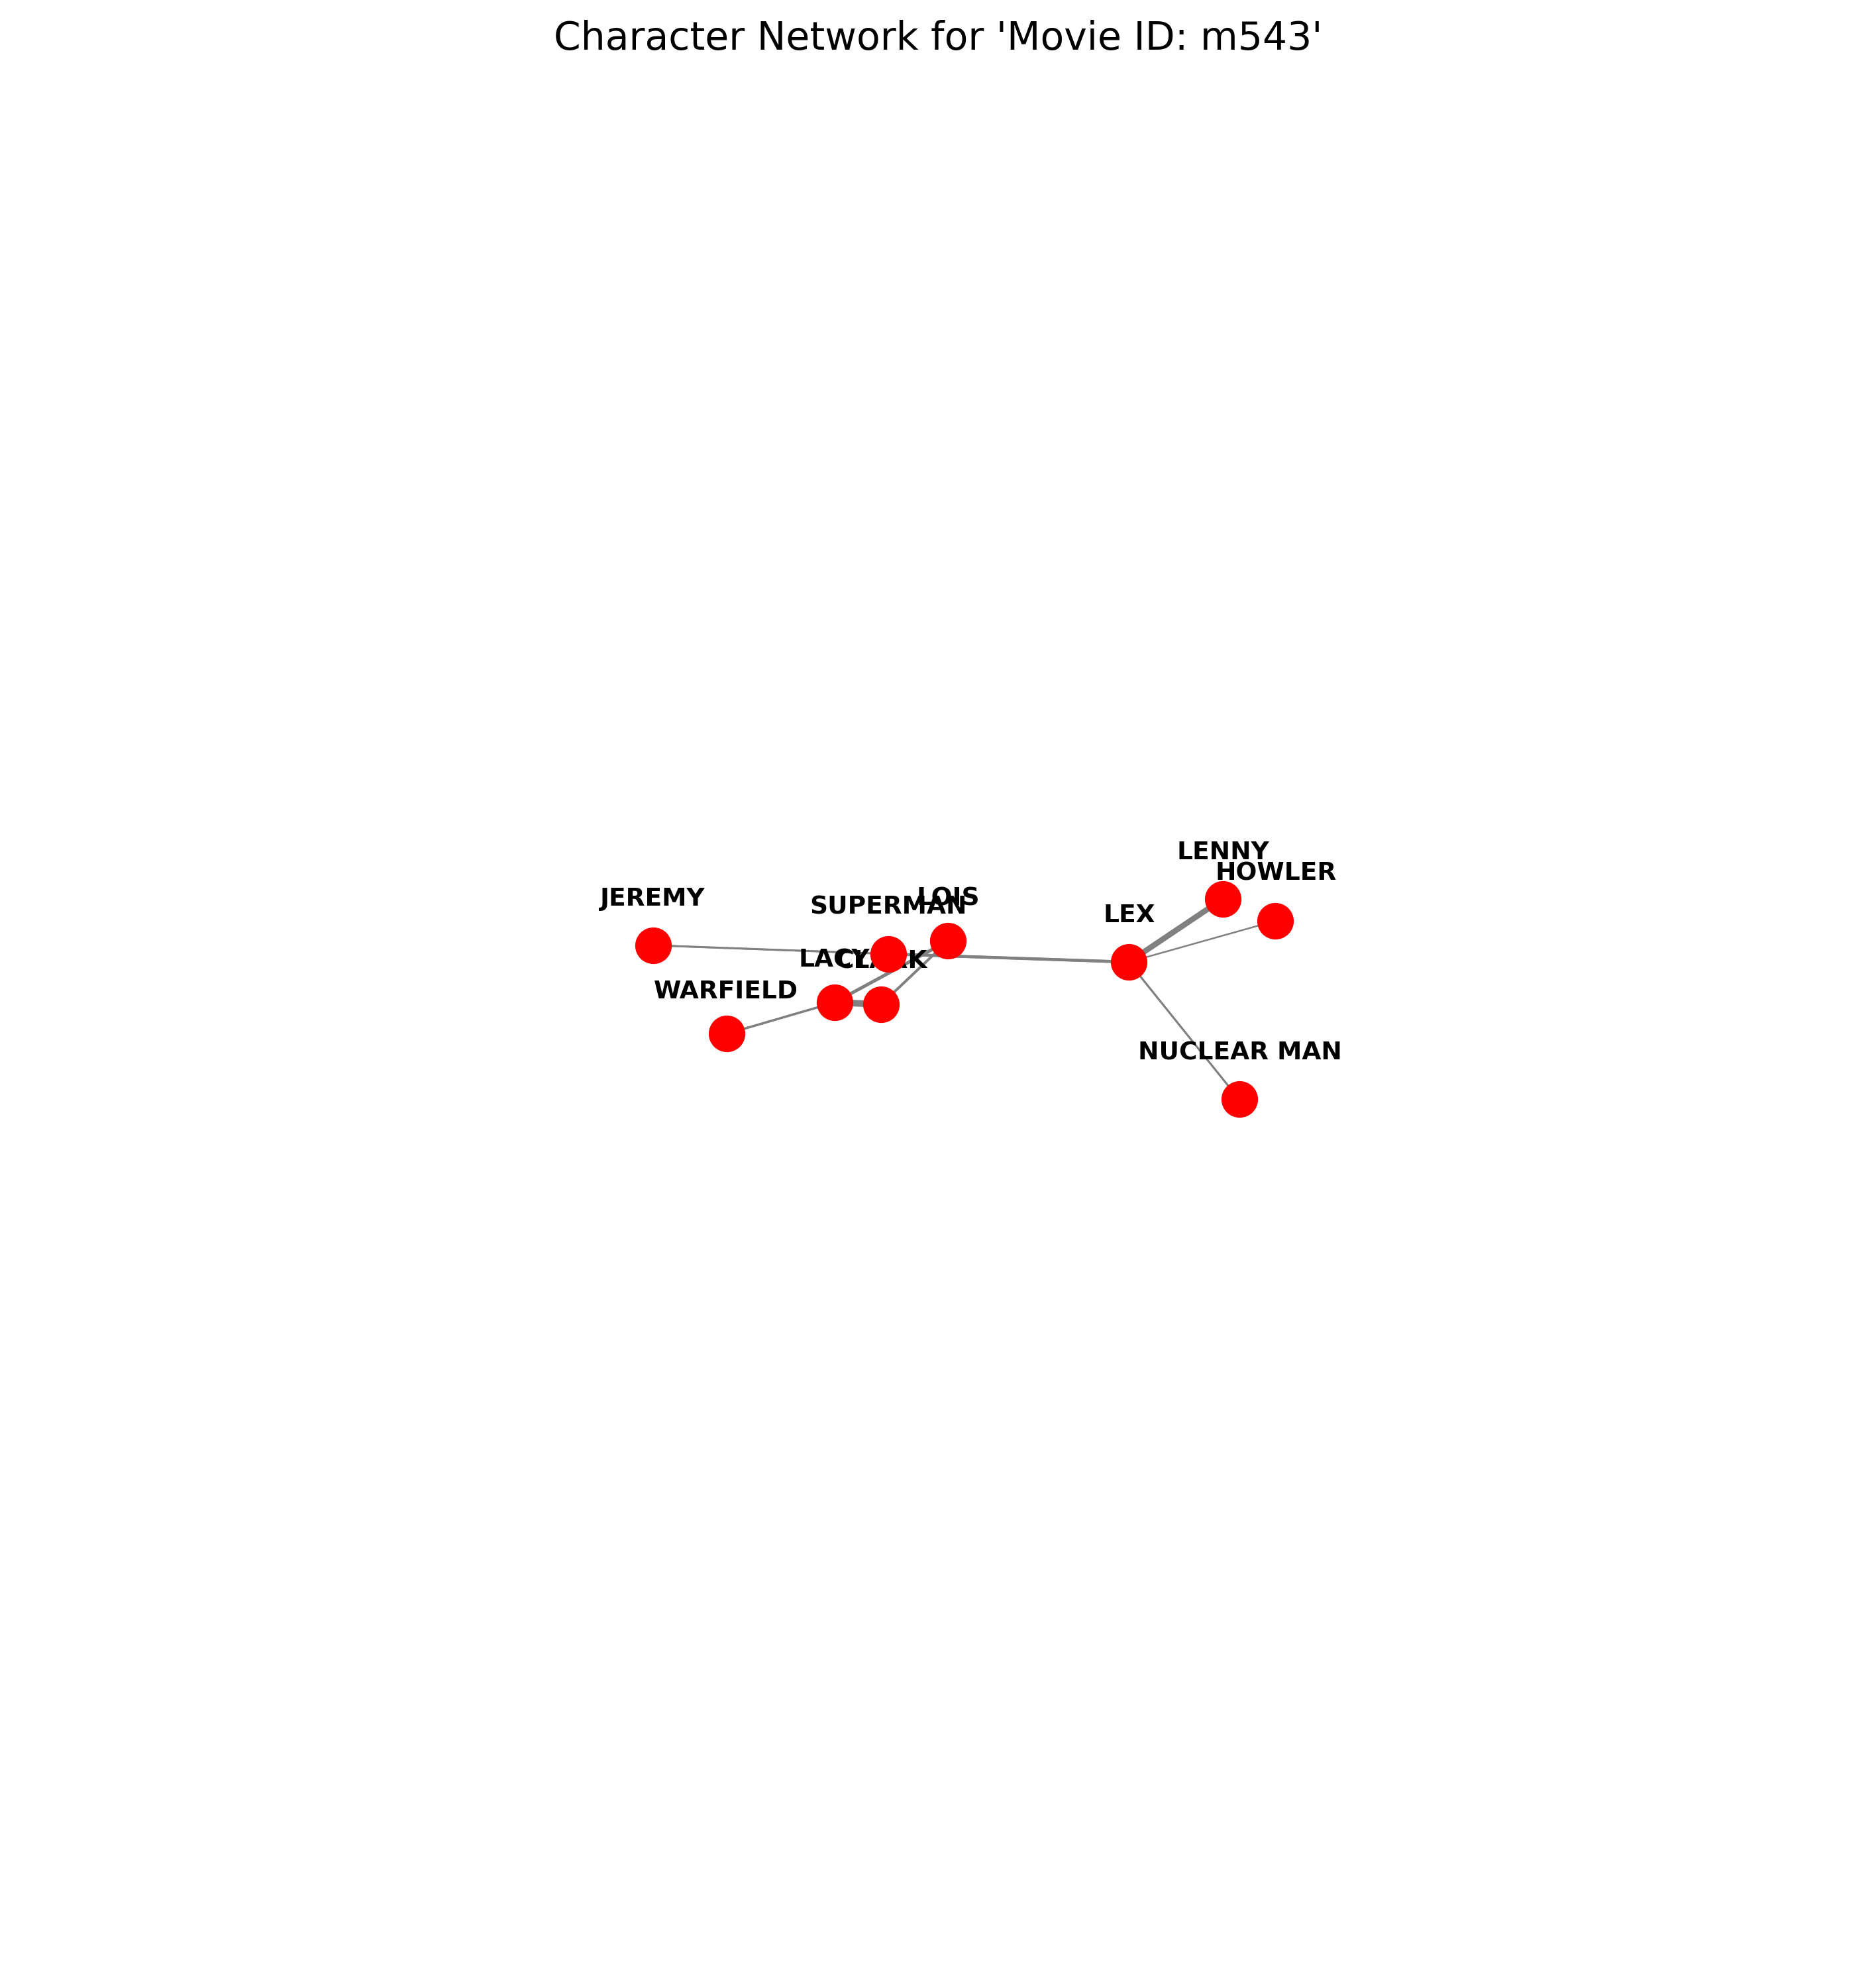 Character Network for 'Movie ID: m543'
LENNY
HOWLER
JEREMY
LOIS
SUPERMAN
LEX
LACY
CLARK
WARFIELD
NUCLEAR MAN